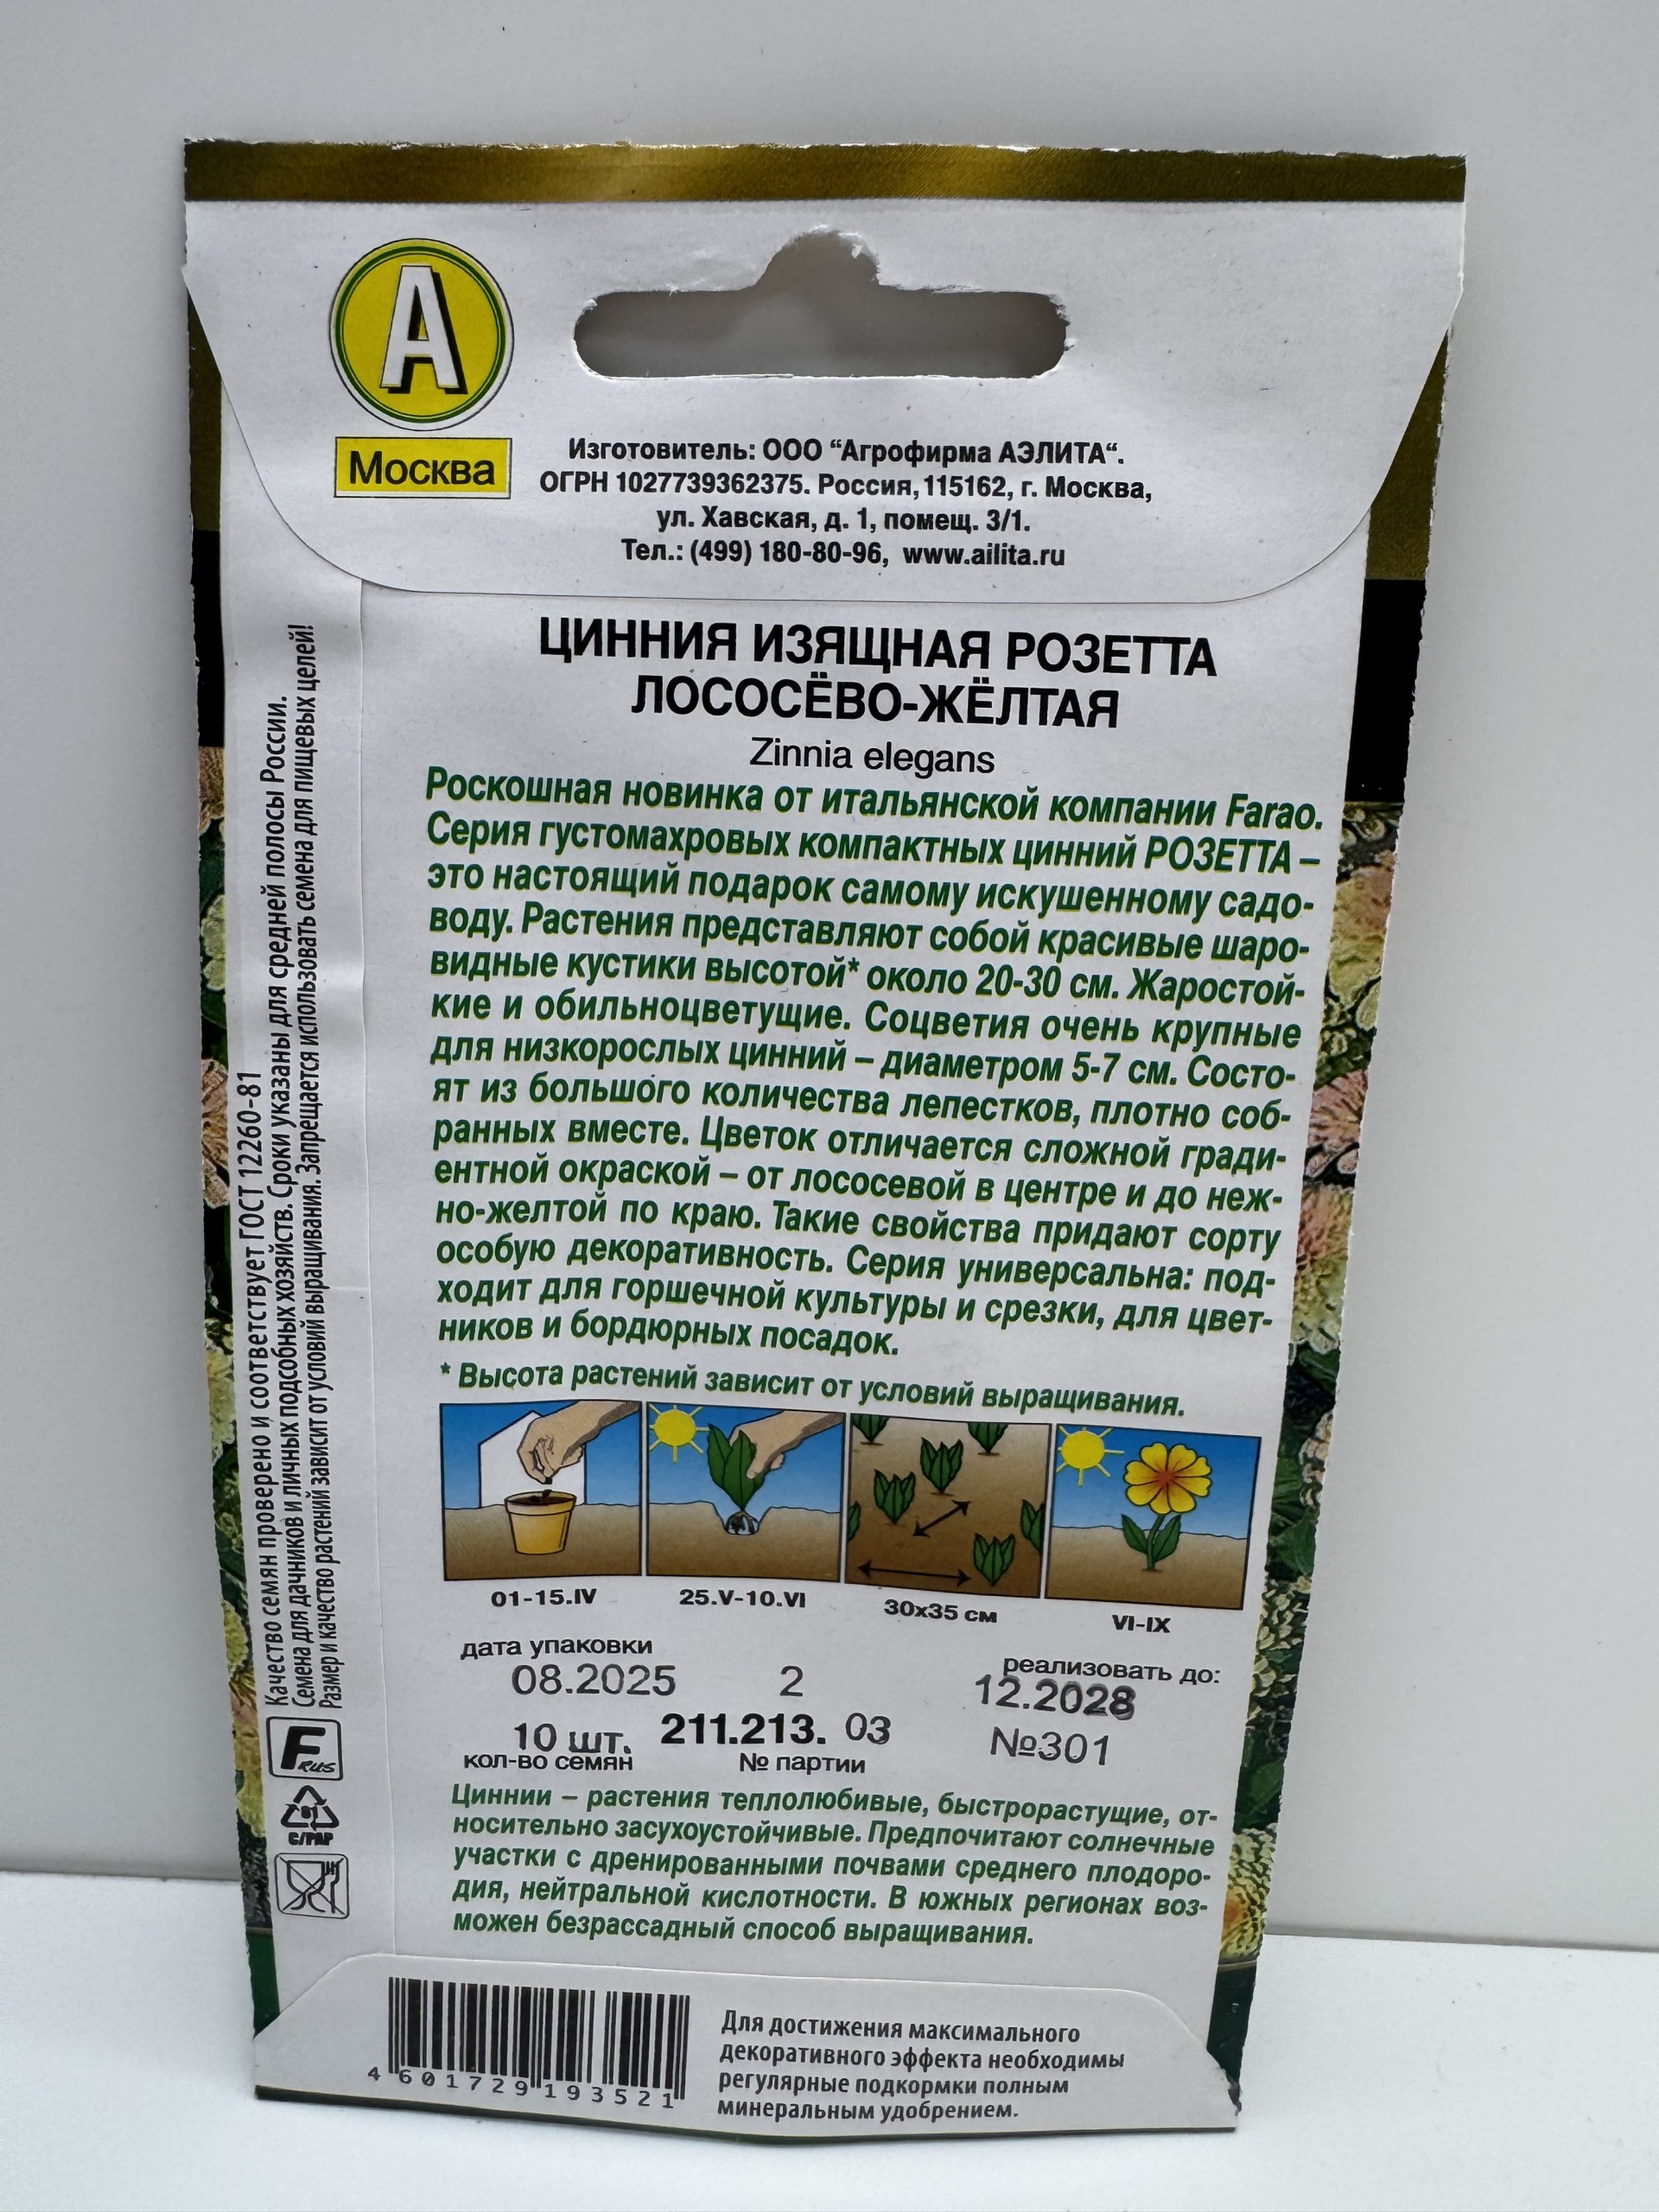 А
Москва
Изготовитель: ООО “Агрофирма АЭЛИТА“.
ОГРН 1027739362375. Россия, 115162, г. Москва,
ул. Хавская, д. 1, помещ. 3/1.
Тел.: (499) 180-80-96, www.ailita.ru
ЦИННИЯ ИЗЯЩНАЯ РОЗЕТТА
ЛОСОСЁВО-ЖЁЛТАЯ
Zinnia elegans
Роскошная новинка от итальянской компании Farao.
Серия густомахровых компактных цинний РОЗЕТТА –
это настоящий подарок самому искушенному садо-
воду. Растения представляют собой красивые шаро-
видные кустики высотой* около 20-30 см. Жаростой-
кие и обильноцветущие. Соцветия очень крупные
для низкорослых цинний – диаметром 5-7 см. Состо-
ят из большого количества лепестков, плотно соб-
ранных вместе. Цветок отличается сложной гради-
ентной окраской – от лососевой в центре и до неж-
но-желтой по краю. Такие свойства придают сорту
особую декоративность. Серия универсальна: под-
ходит для горшечной культуры и срезки, для цвет-
ников и бордюрных посадок.
* Высота растений зависит от условий выращивания.
01-15.IV
25.V-10.VI
30х35 см
VI-IX
дата упаковки
08.2025
2
реализовать до:
12.2028
10 шт.
211.213. 03
№301
кол-во семян
№ партии
Циннии – растения теплолюбивые, быстрорастущие, от-
носительно засухоустойчивые. Предпочитают солнечные
участки с дренированными почвами среднего плодоро-
дия, нейтральной кислотности. В южных регионах воз-
можен безрассадный способ выращивания.
Качество семян проверено и соответствует ГОСТ 12260-81
Семена для дачников и личных подсобных хозяйств. Сроки указаны для средней полосы России.
Размер и качество растений зависит от условий выращивания. Запрещается использовать семена для пищевых целей!
F RUS
81
C/PAP
4 601729 193521
Для достижения максимального
декоративного эффекта необходимы
регулярные подкормки полным
минеральным удобрением.